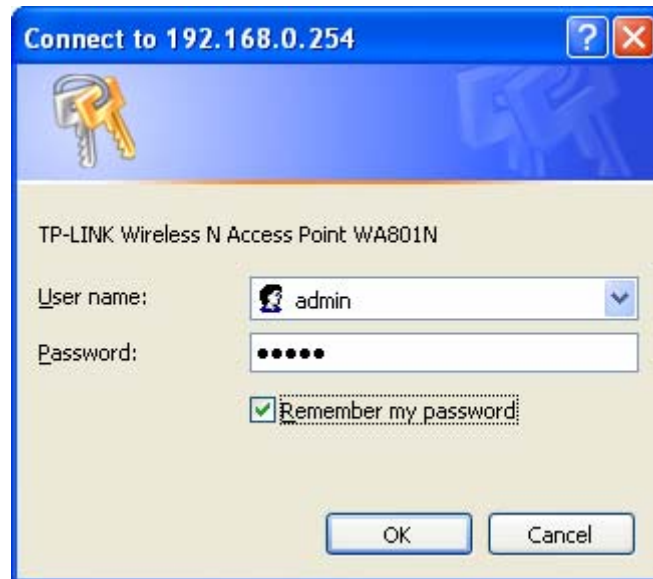 Connect to 192.168.0.254
TP-LINK Wireless N Access Point WA801N
User name: admin
Password: •••••
Remember my password
OK Cancel